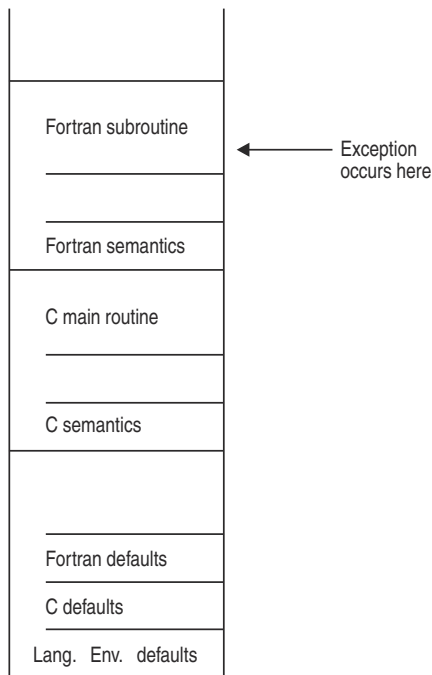 Fortran subroutine
Exception
occurs here
Fortran semantics
C main routine
C semantics
Fortran defaults
C defaults
Lang. Env. defaults